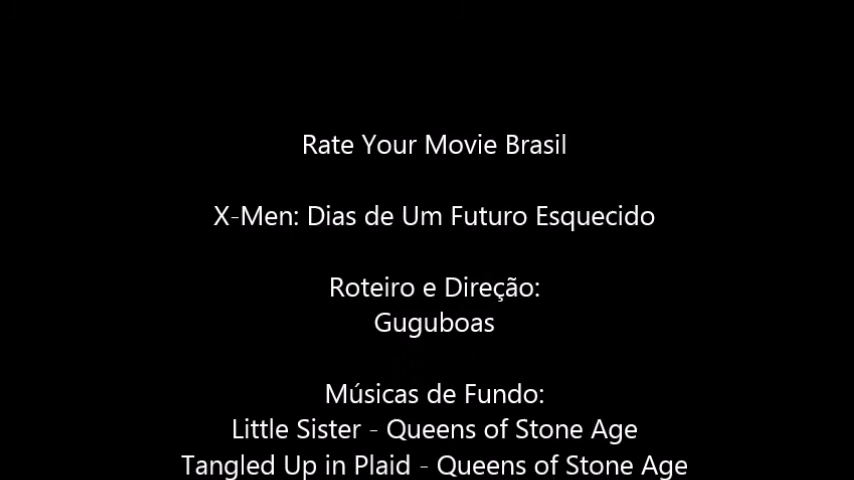 Rate Your Movie Brasil
X-Men: Dias de Um Futuro Esquecido
Roteiro e Direção:
Guguboas
Músicas de Fundo:
Little Sister - Queens of Stone Age
Tangled Up in Plaid - Queens of Stone Age